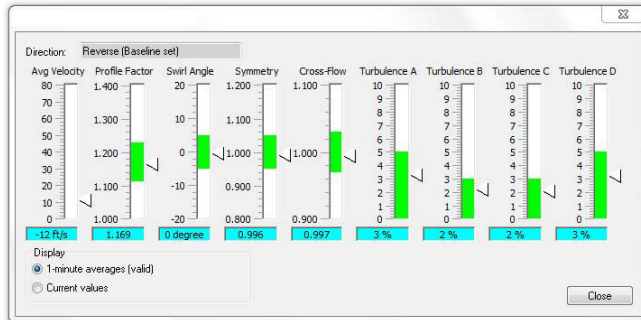 Direction: Reverse (Baseline set)
Avg Velocity Profile Factor Swirl Angle Symmetry Cross-Flow Turbulence A Turbulence B Turbulence C Turbulence D
80 1.400 20 1.200 1.100 10 10 10 10
70 9 9 9 9
60 1.300 10 1.100 8 8 8 8
50 7 7 7 7
40 1.200 0 1.000 1.000 6 6 6 6
30 5 5 5 5
20 1.100 -10 0.900 4 4 4 4
10 3 3 3 3
0 1.000 -20 0.800 0.900 2 2 2 2
1 1 1 1
0 0 0 0
-12 ft/s 1.169 0 degree 0.996 0.997 3 % 2 % 2 % 3 %
Display
1-minute averages (valid)
Current values
Close